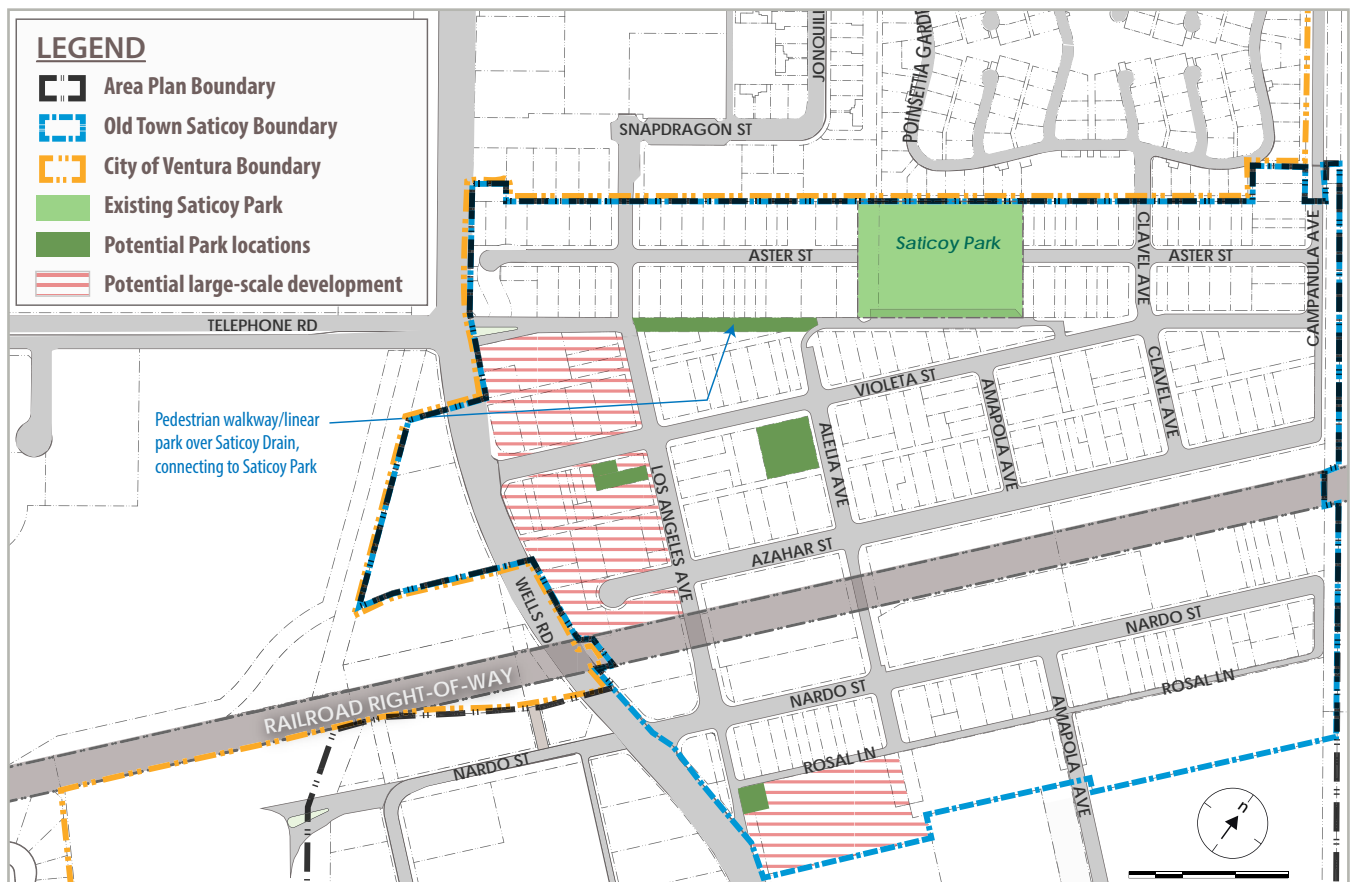 LEGEND
Area Plan Boundary
Old Town Saticoy Boundary
City of Ventura Boundary
Existing Saticoy Park
Potential Park locations
Potential large-scale development
SNAPDRAGON ST
JONQUIL
POINSETTIA GARD
ASTER ST
Saticoy Park
CLAVEL AVE
ASTER ST
CAMPANULA AVE
TELEPHONE RD
VIOLETA ST
CLAVEL AVE
AMAPOLA AVE
Pedestrian walkway/linear
park over Saticoy Drain,
connecting to Saticoy Park
ALELIA AVE
LOS ANGELES AVE
AZAHAR ST
WELLS RD
NARDO ST
RAILROAD RIGHT-OF-WAY
NARDO ST
ROSAL LN
AMAPOLA AVE
NARDO ST
ROSAL LN
n